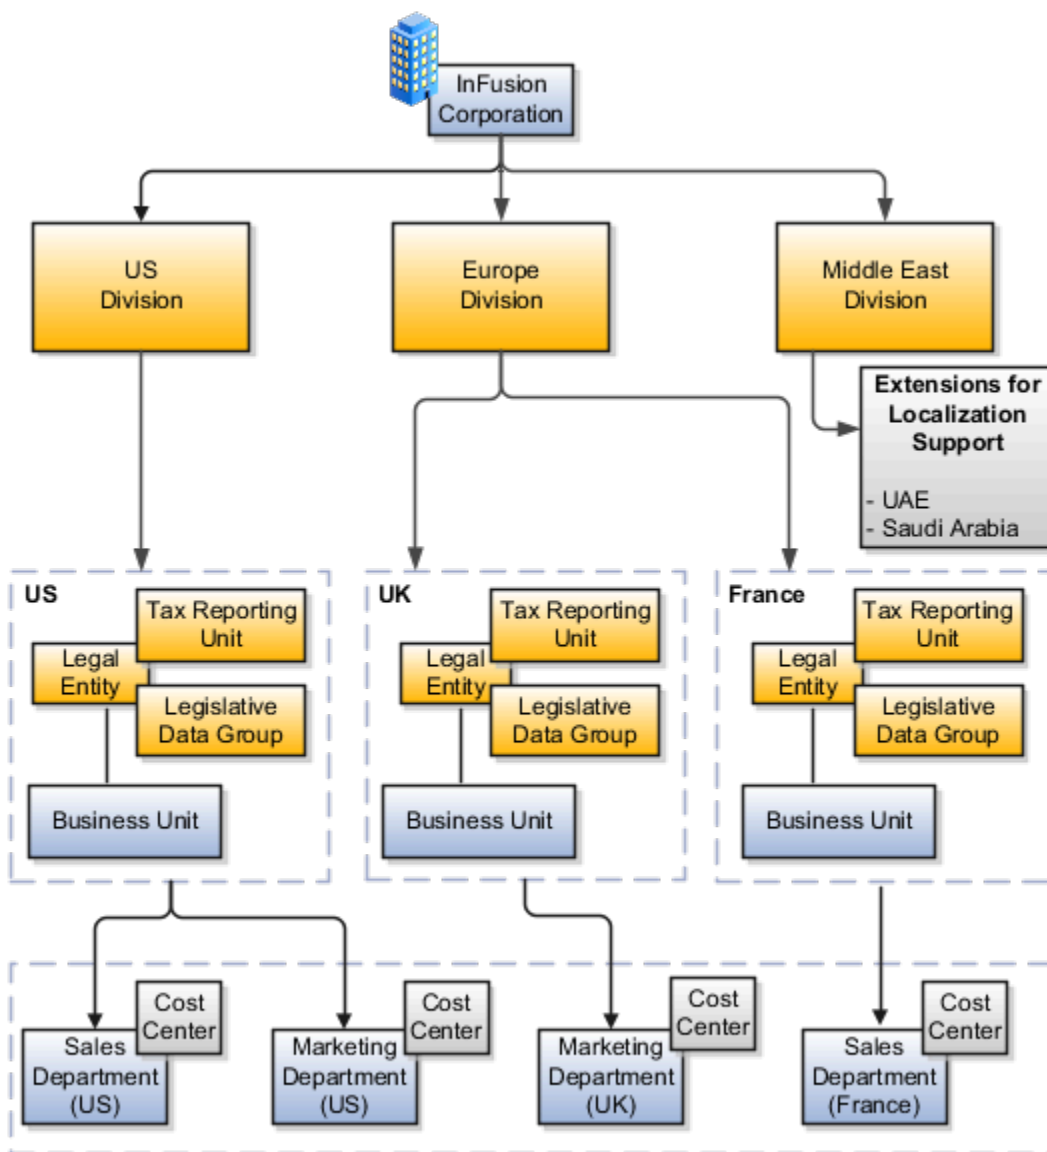 InFusion
Corporation
US
Division
Europe
Division
Middle East
Division
Extensions for
Localization
Support
- UAE
- Saudi Arabia
US
Tax Reporting
Unit
Legal
Entity
Legislative
Data Group
Business Unit
UK
Tax Reporting
Unit
Legal
Entity
Legislative
Data Group
Business Unit
France
Tax Reporting
Unit
Legal
Entity
Legislative
Data Group
Business Unit
Cost
Center
Sales
Department
(US)
Cost
Center
Marketing
Department
(US)
Cost
Center
Marketing
Department
(UK)
Cost
Center
Sales
Department
(France)